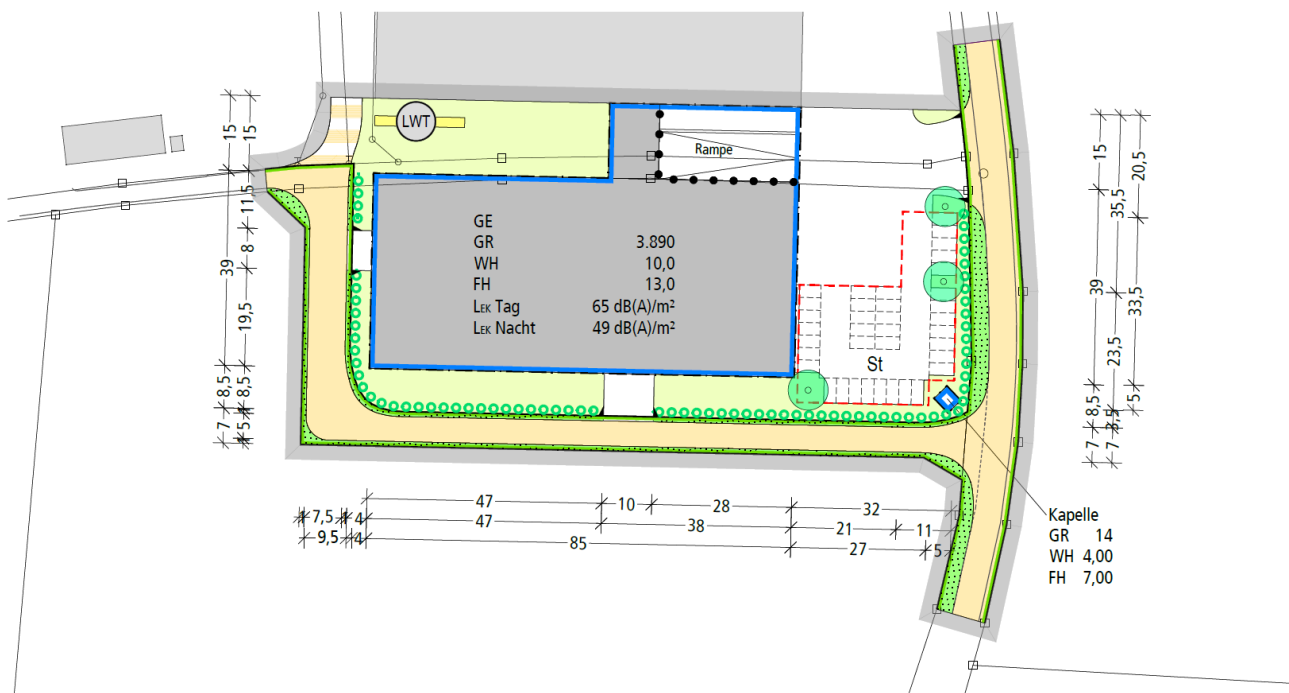 LWT
Rampe
GE
GR 3.890
WH 10,0
FH 13,0
LEK Tag 65 dB(A)/m²
LEK Nacht 49 dB(A)/m²
St
15 15
11,5
8
39
19,5
8,5 8,5
7 5
15
20,5
35,5
39
33,5
23,5
8,5 5
7 7
47 10 28 32
7,5 4 47 38 21 11
9,5 4 85 27 5
Kapelle
GR 14
WH 4,00
FH 7,00